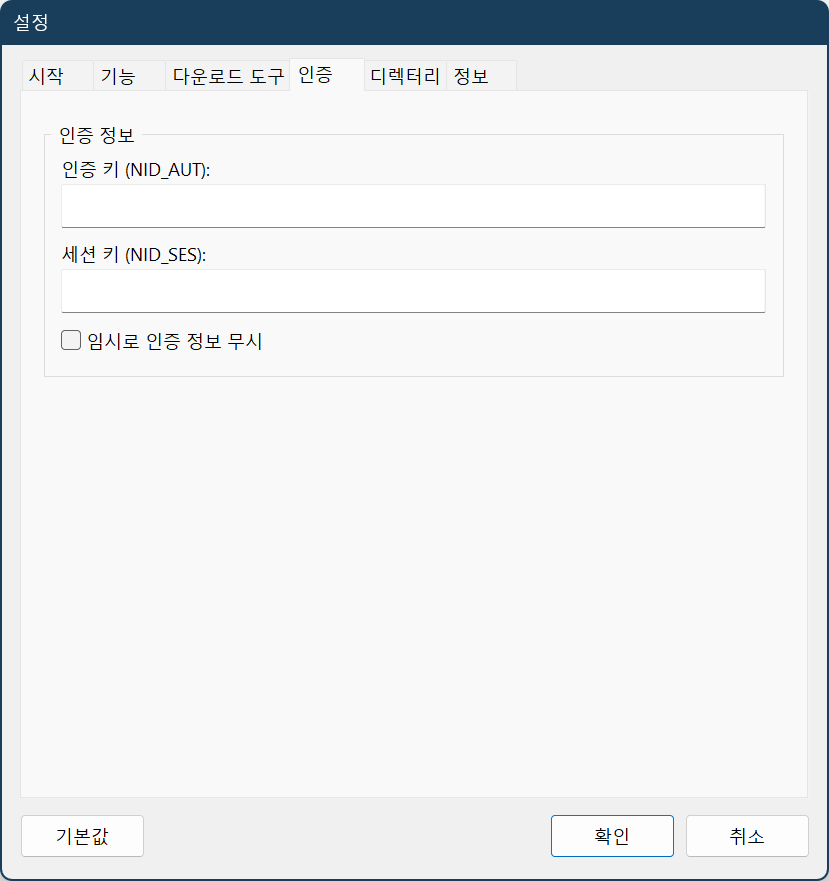 설정
시작 기능 다운로드 도구 인증 디렉터리 정보
인증 정보
인증 키 (NID_AUT):
세션 키 (NID_SES):
임시로 인증 정보 무시
기본값 확인 취소